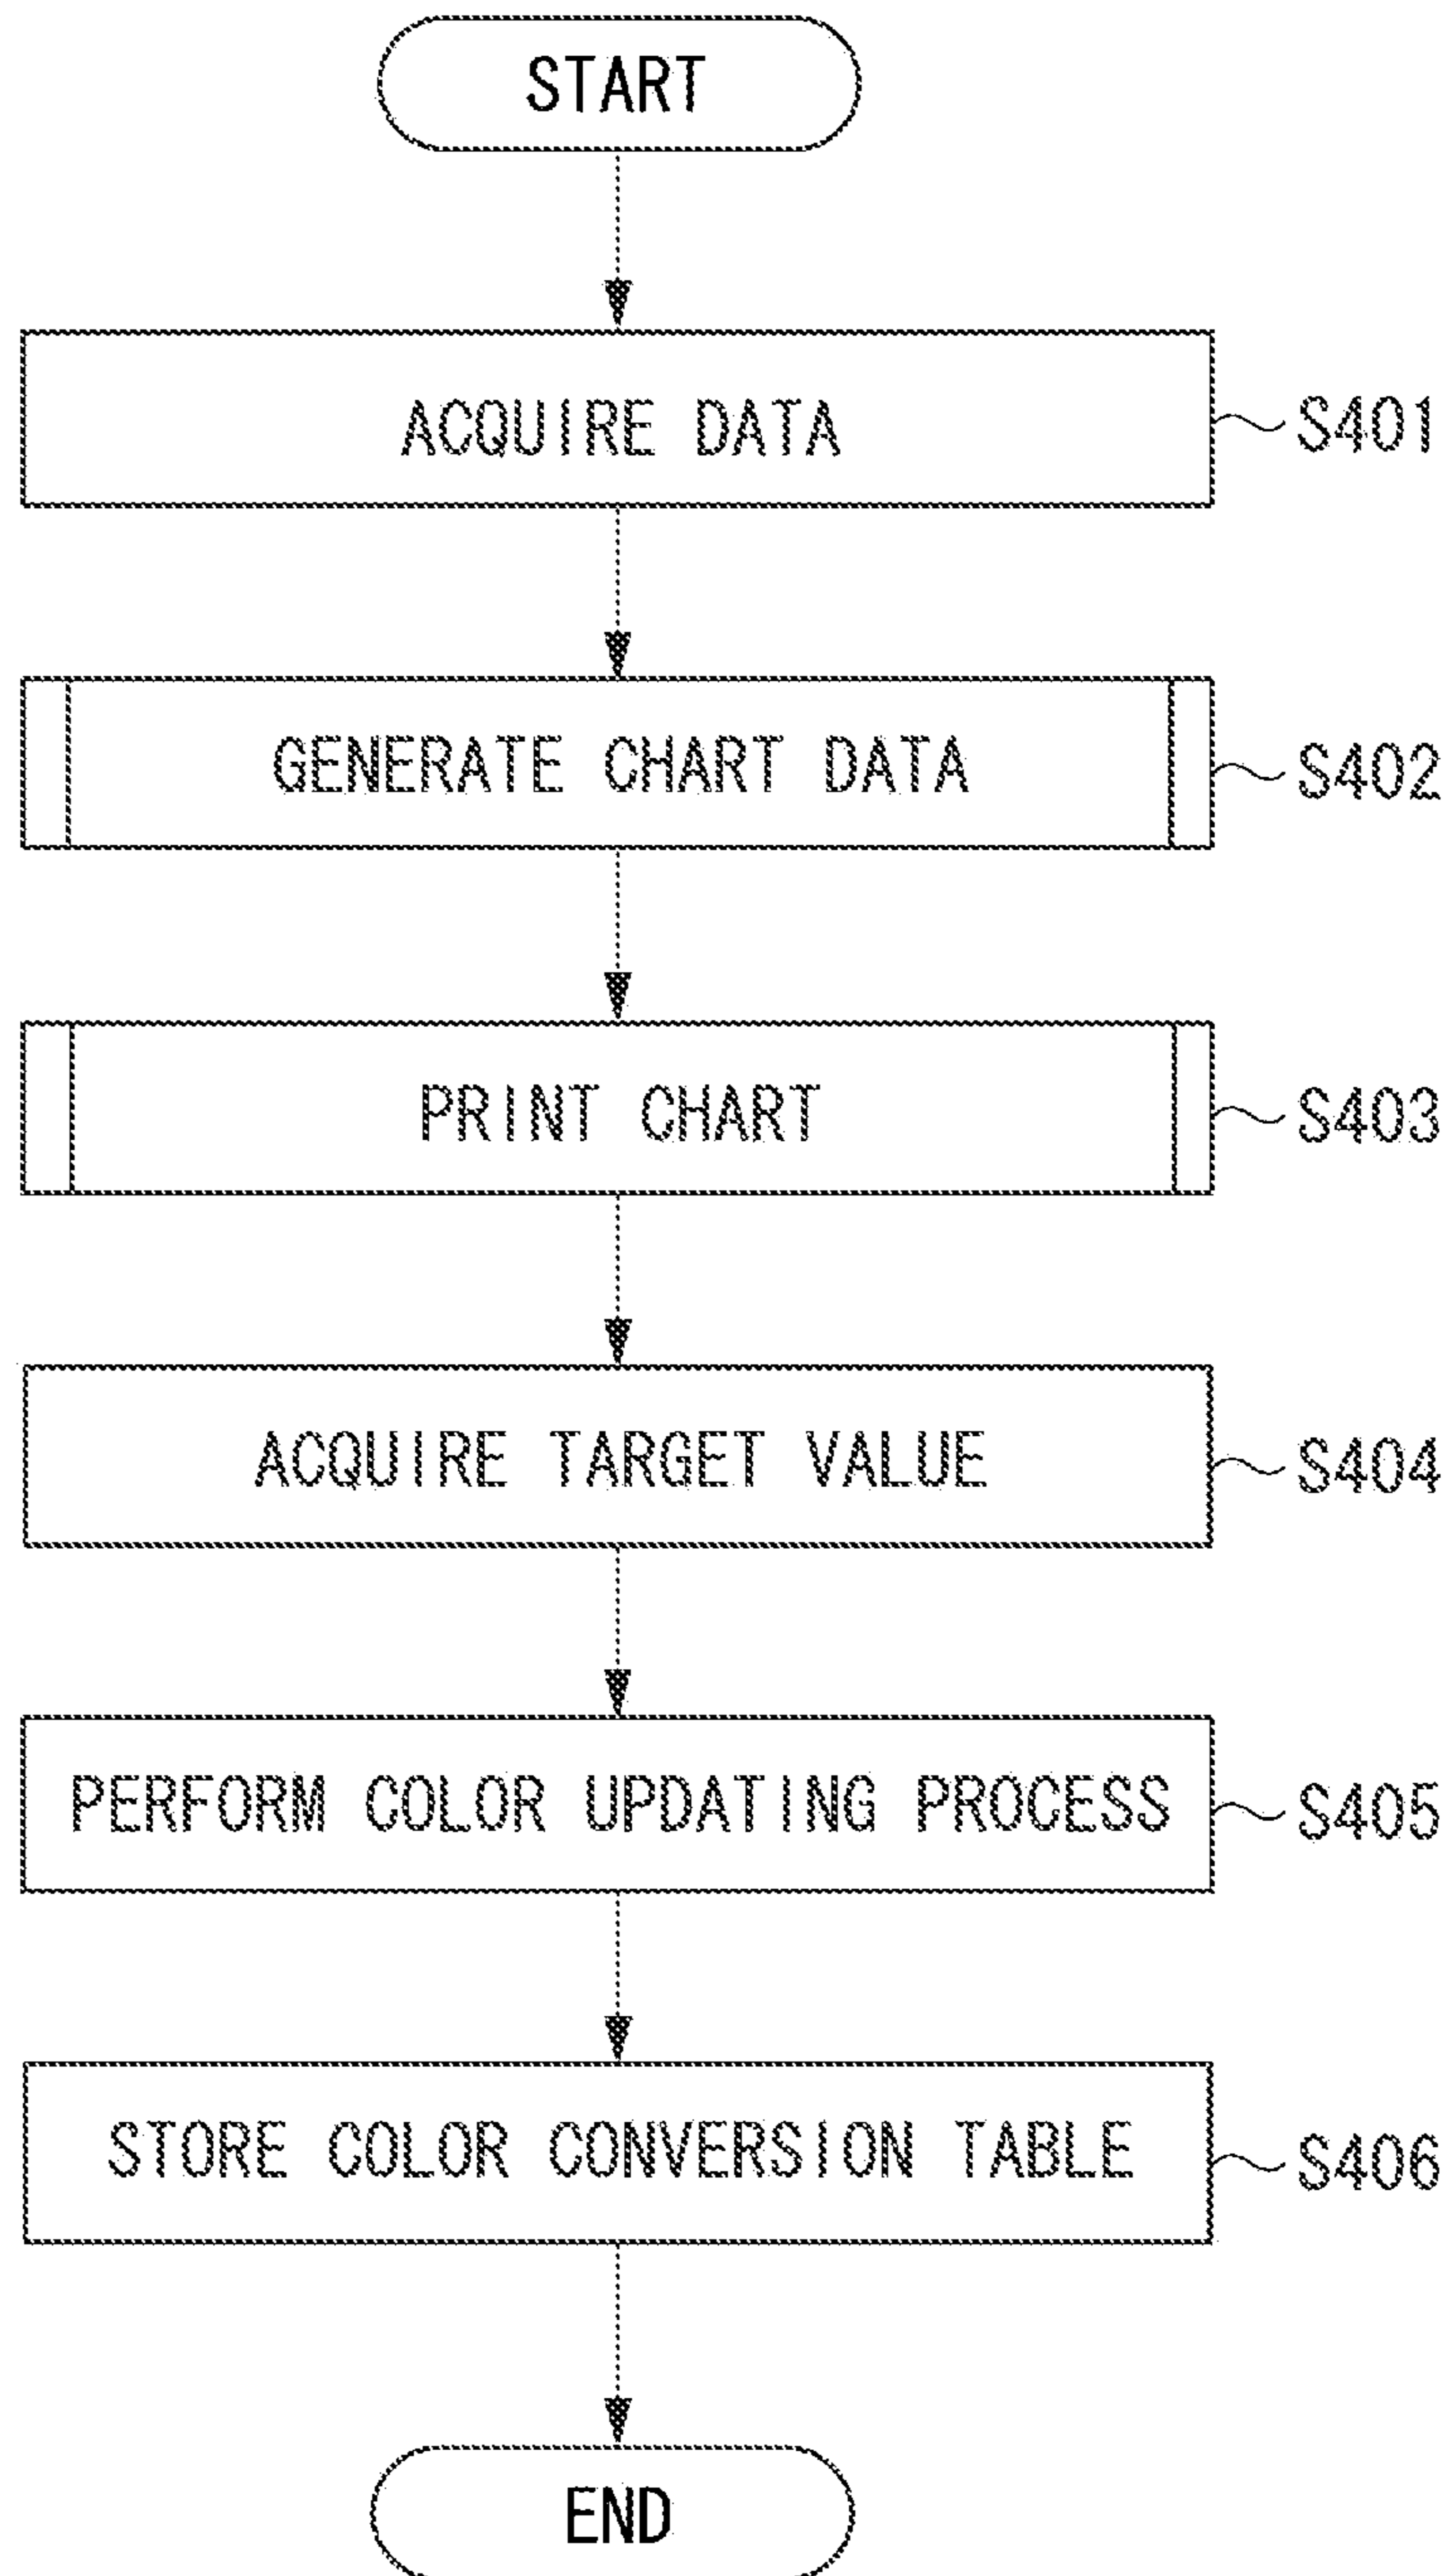 START
ACQUIRE DATA S401
GENERATE CHART DATA S402
PRINT CHART S403
ACQUIRE TARGET VALUE S404
PERFORM COLOR UPDATING PROCESS S405
STORE COLOR CONVERSION TABLE S406
END